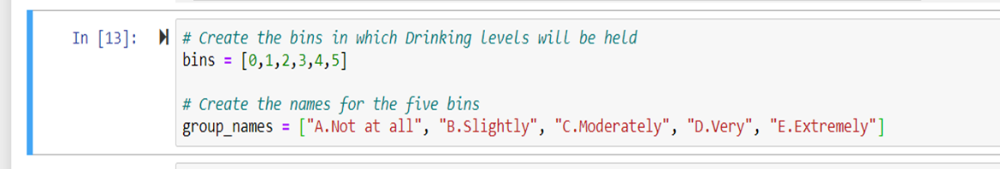 In [13]:
# Create the bins in which Drinking levels will be held
bins = [0,1,2,3,4,5]
# Create the names for the five bins
group_names = ["A.Not at all", "B.Slightly", "C.Moderately", "D.Very", "E.Extremely"]